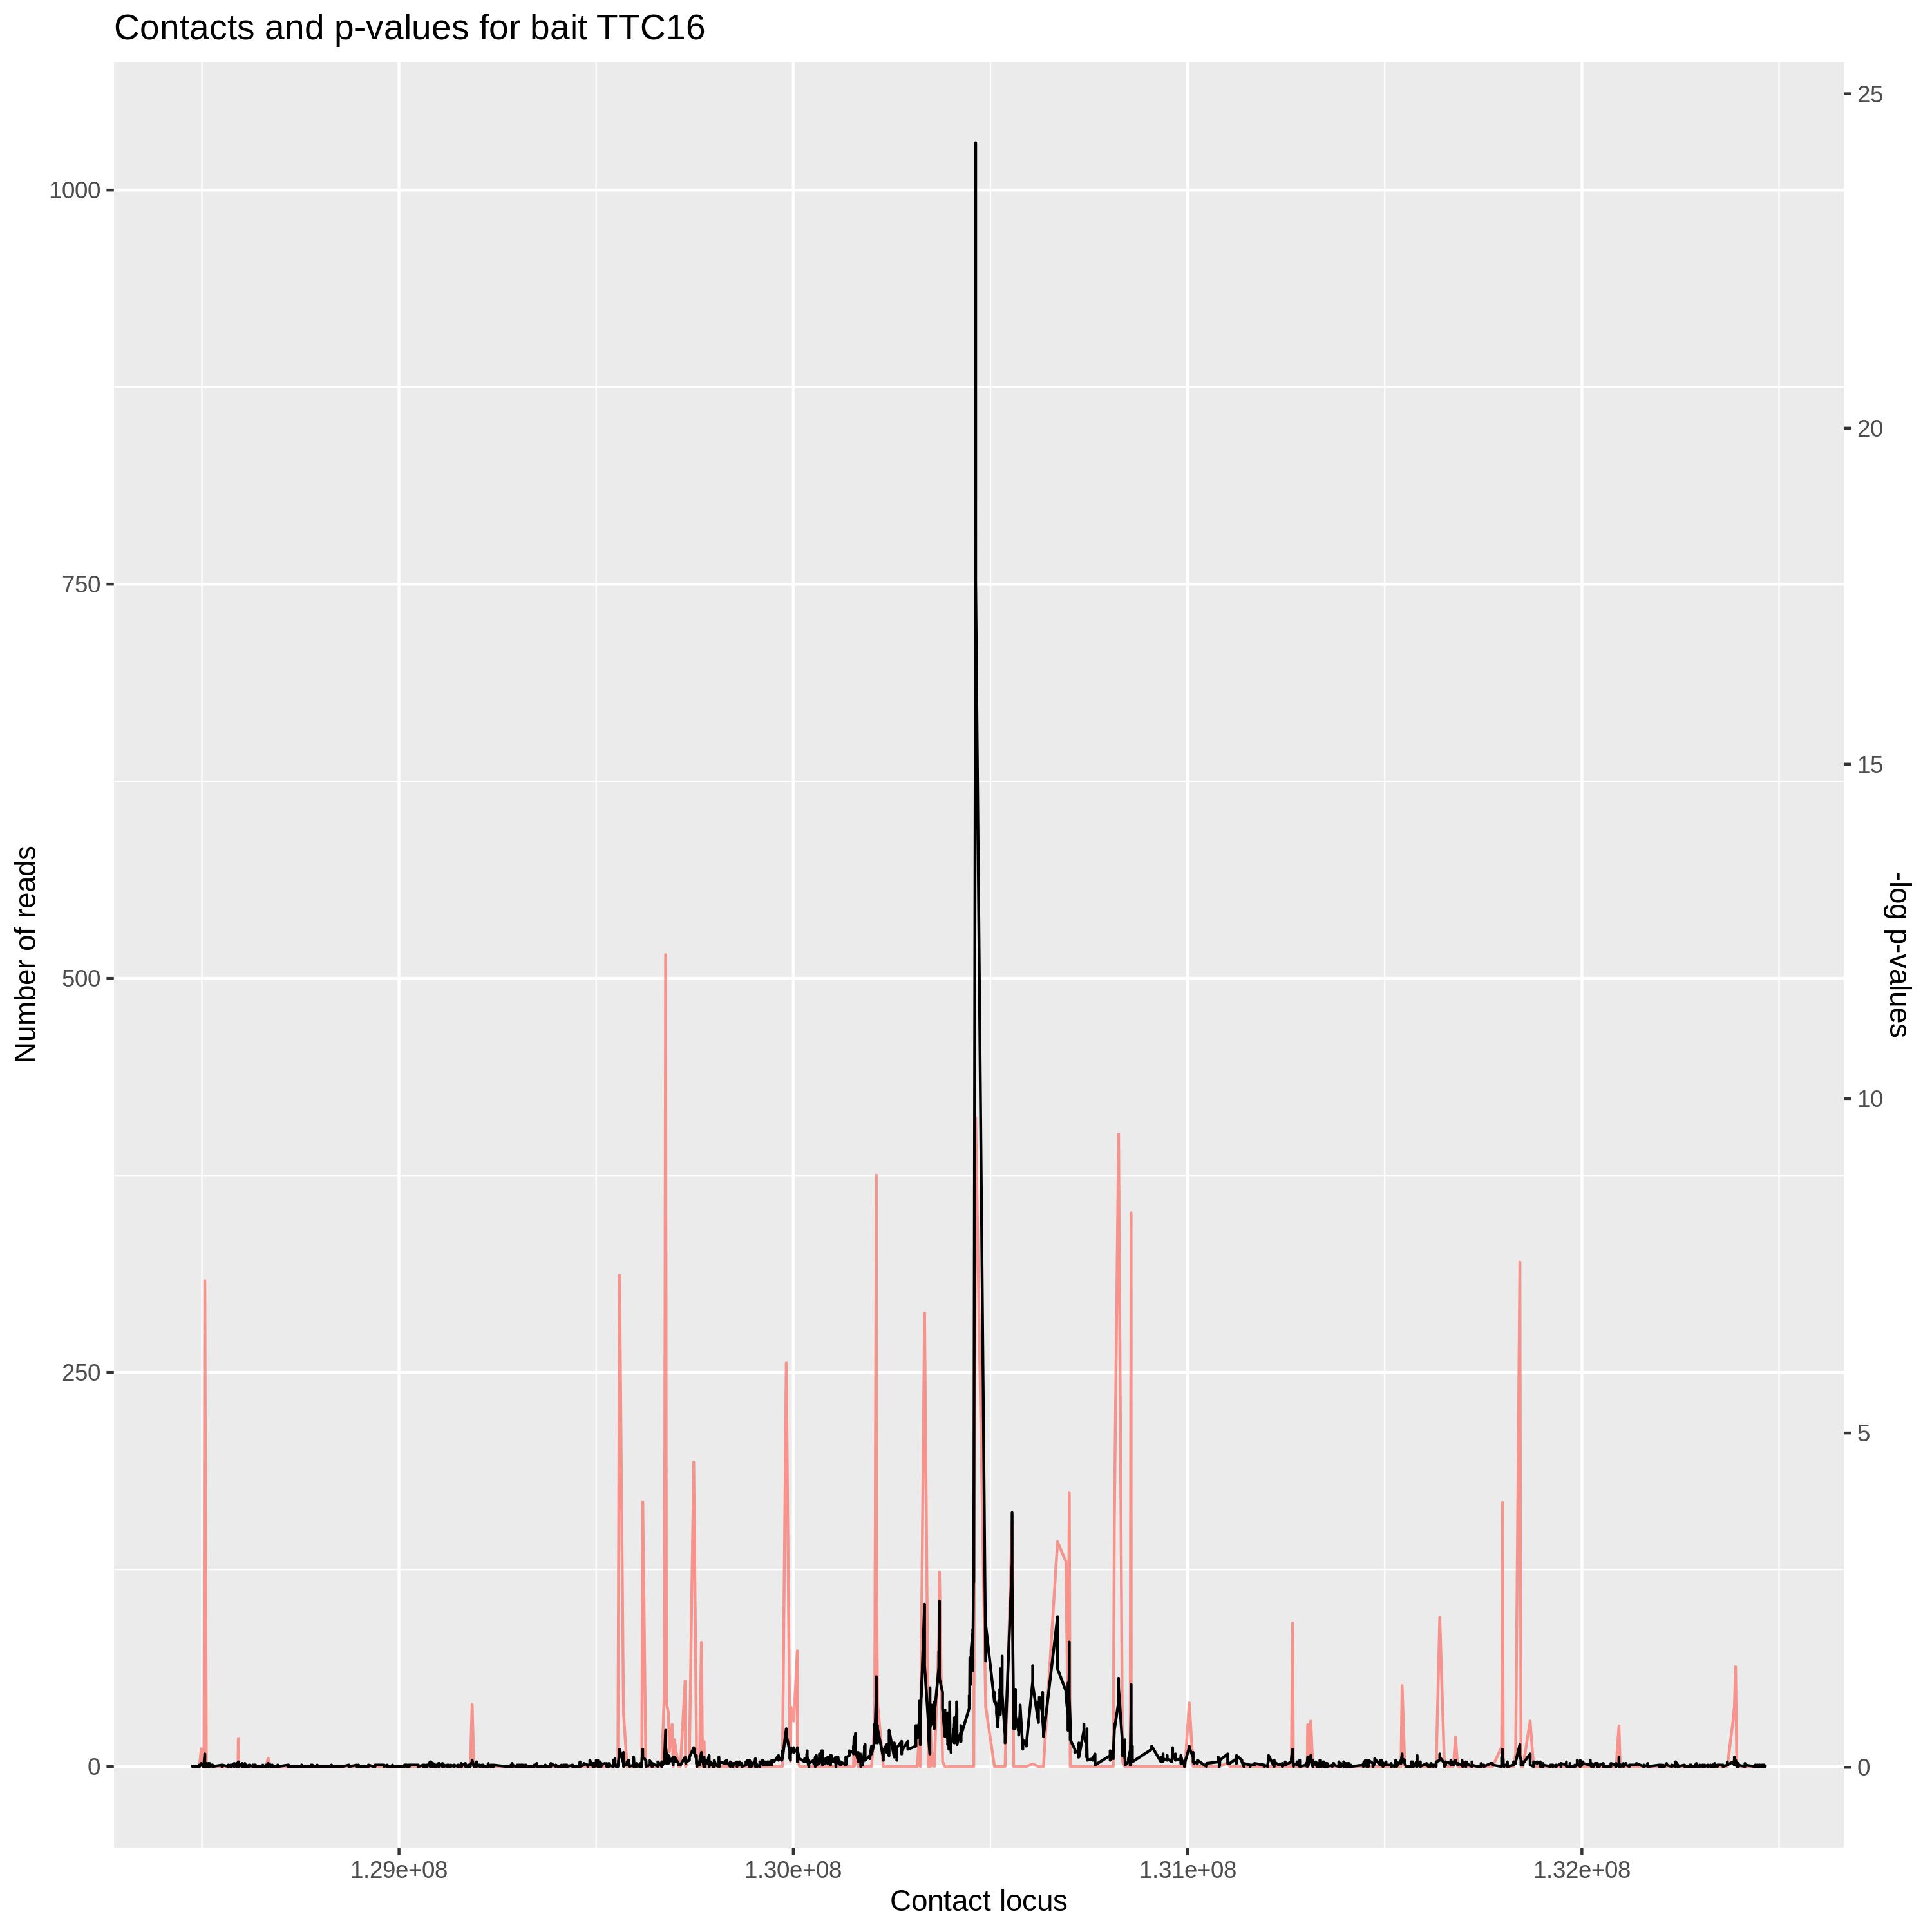 Contacts and p-values for bait TTC16
1000
750
500
250
0
Number of reads
25
20
15
10
5
0
-log p-values
1.29e+08
1.30e+08
1.31e+08
1.32e+08
Contact locus